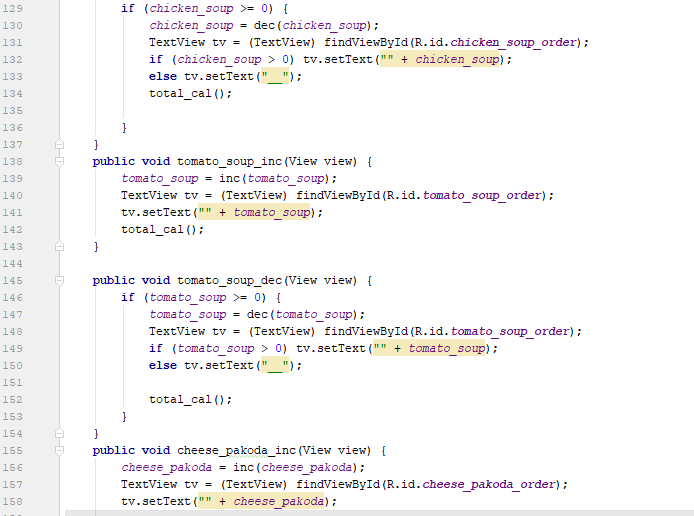 129 if (chicken_soup >= 0) {
130 chicken_soup = dec(chicken_soup);
131 TextView tv = (TextView) findViewById(R.id.chicken_soup_order);
132 if (chicken_soup > 0) tv.setText("" + chicken_soup);
133 else tv.setText("__");
134 total_cal();
135
136 }
137 }
138 public void tomato_soup_inc(View view) {
139 tomato_soup = inc(tomato_soup);
140 TextView tv = (TextView) findViewById(R.id.tomato_soup_order);
141 tv.setText("" + tomato_soup);
142 total_cal();
143 }
144
145 public void tomato_soup_dec(View view) {
146 if (tomato_soup >= 0) {
147 tomato_soup = dec(tomato_soup);
148 TextView tv = (TextView) findViewById(R.id.tomato_soup_order);
149 if (tomato_soup > 0) tv.setText("" + tomato_soup);
150 else tv.setText("__");
151
152 total_cal();
153 }
154 }
155 public void cheese_pakoda_inc(View view) {
156 cheese_pakoda = inc(cheese_pakoda);
157 TextView tv = (TextView) findViewById(R.id.cheese_pakoda_order);
158 tv.setText("" + cheese_pakoda);